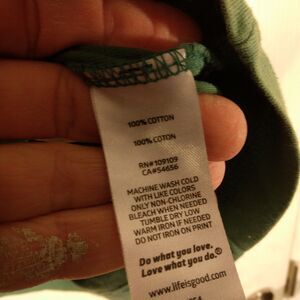 100% COTTON
100% COTON
RN# 109109
CA# 54656
MACHINE WASH COLD
WITH LIKE COLORS
ONLY NON-CHLORINE
BLEACH WHEN NEEDED
TUMBLE DRY LOW
WARM IRON IF NEEDED
DO NOT IRON ON PRINT
Do what you love.
Love what you do.®
www.lifeisgood.com